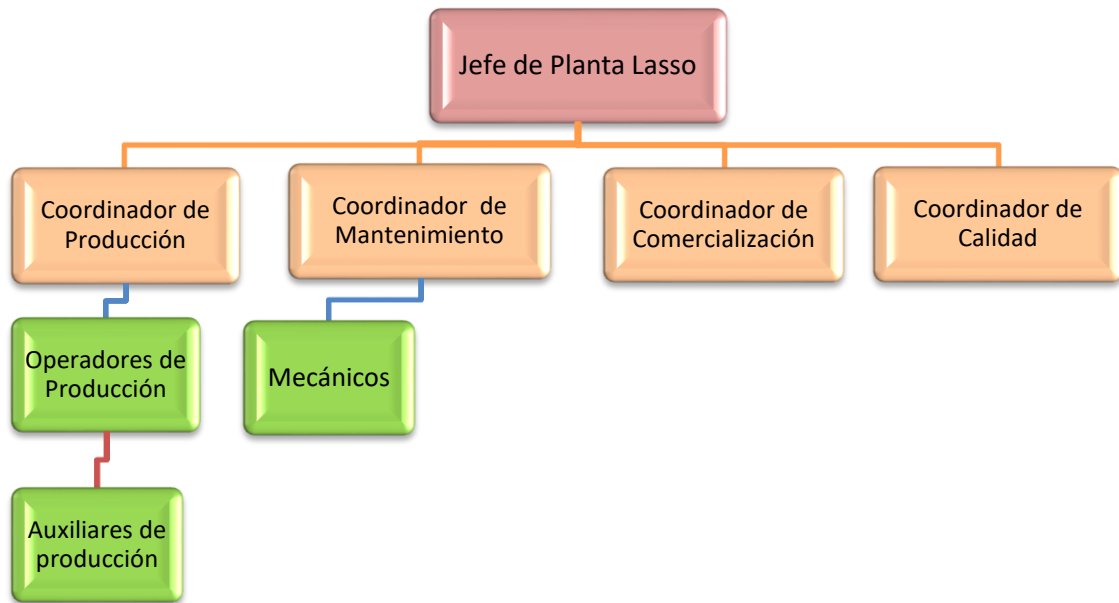 Jefe de Planta Lasso
Coordinador de
Producción
Coordinador de
Mantenimiento
Coordinador de
Comercialización
Coordinador de
Calidad
Operadores de
Producción
Mecánicos
Auxiliares de
producción